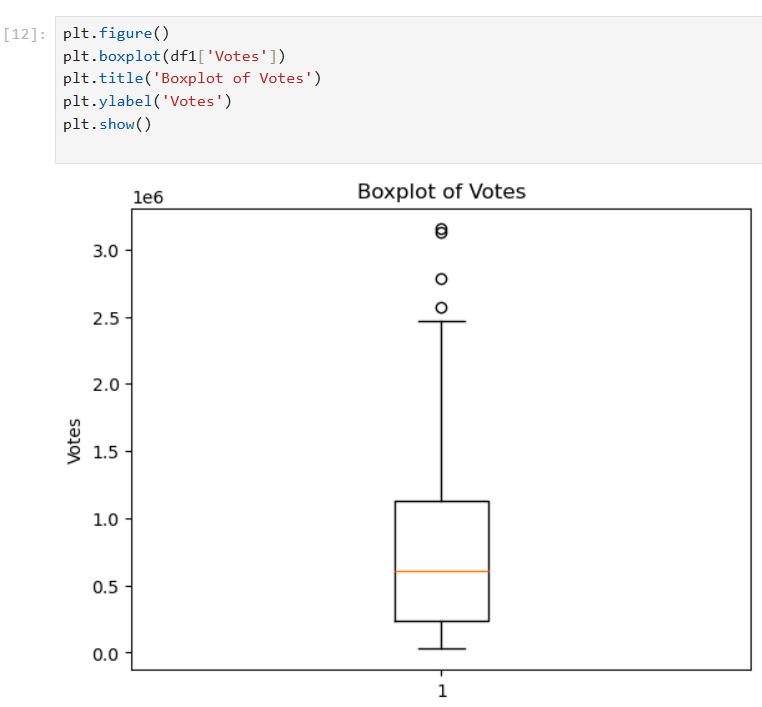 [12]: plt.figure()
plt.boxplot(df1['Votes'])
plt.title('Boxplot of Votes')
plt.ylabel('Votes')
plt.show()
Boxplot of Votes
1e6
3.0
2.5
2.0
1.5
1.0
0.5
0.0
Votes
1